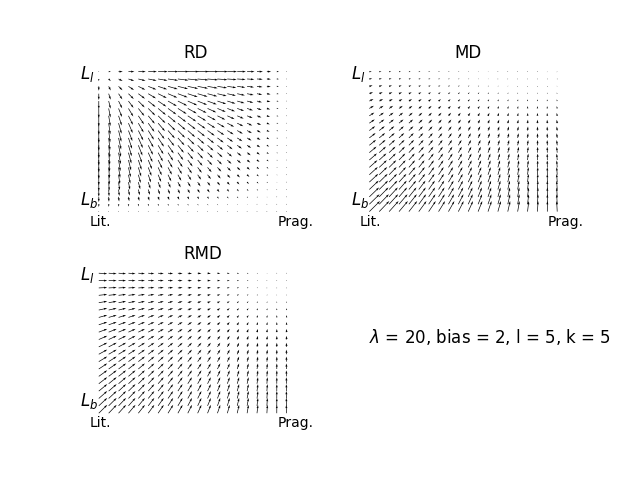 RD
MD
L_l
L_l
L_b
L_b
Lit.
Prag.
Lit.
Prag.
RMD
L_l
λ = 20, bias = 2, l = 5, k = 5
L_b
Lit.
Prag.